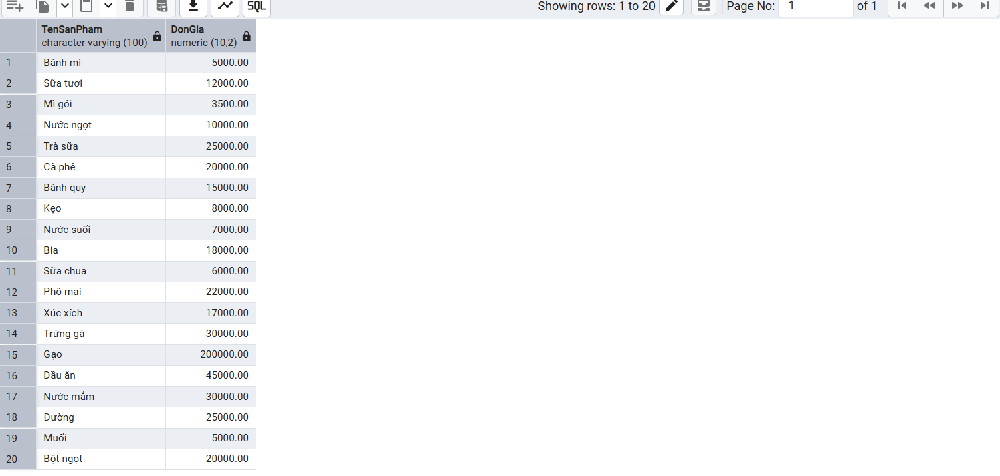 SQL
Showing rows: 1 to 20
Page No: 1 of 1
TenSanPham DonGia
character varying (100) numeric (10,2)
1 Bánh mì 5000.00
2 Sữa tươi 12000.00
3 Mì gói 3500.00
4 Nước ngọt 10000.00
5 Trà sữa 25000.00
6 Cà phê 20000.00
7 Bánh quy 15000.00
8 Kẹo 8000.00
9 Nước suối 7000.00
10 Bia 18000.00
11 Sữa chua 6000.00
12 Phô mai 22000.00
13 Xúc xích 17000.00
14 Trứng gà 30000.00
15 Gạo 200000.00
16 Dầu ăn 45000.00
17 Nước mắm 30000.00
18 Đường 25000.00
19 Muối 5000.00
20 Bột ngọt 20000.00